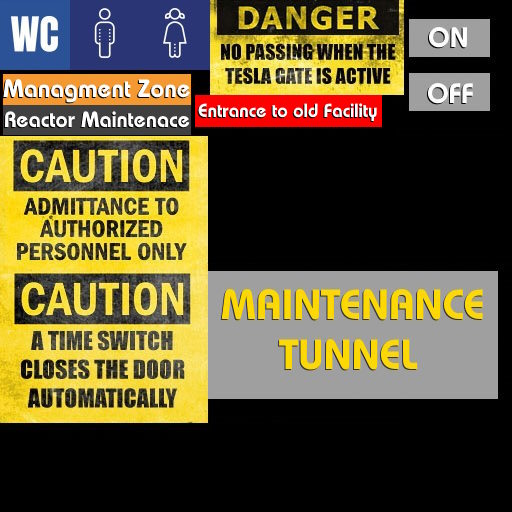 WC
DANGER
NO PASSING WHEN THE
TESLA GATE IS ACTIVE
ON
OFF
Managment Zone
Reactor Maintenace
Entrance to old Facility
CAUTION
ADMITTANCE TO
AUTHORIZED
PERSONNEL ONLY
CAUTION
A TIME SWITCH
CLOSES THE DOOR
AUTOMATICALLY
MAINTENANCE
TUNNEL